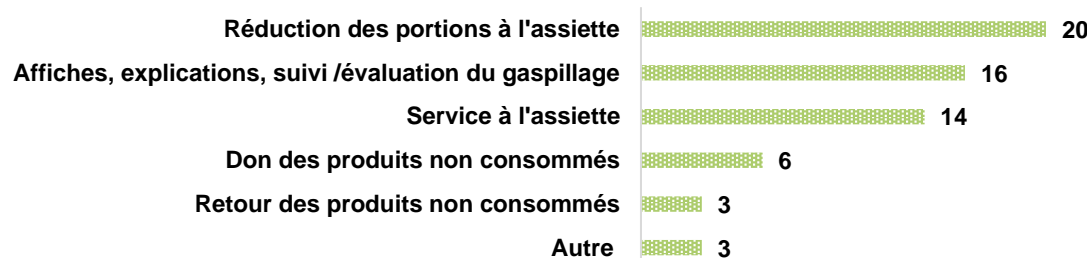 Réduction des portions à l'assiette 20
Affiches, explications, suivi /évaluation du gaspillage 16
Service à l'assiette 14
Don des produits non consommés 6
Retour des produits non consommés 3
Autre 3